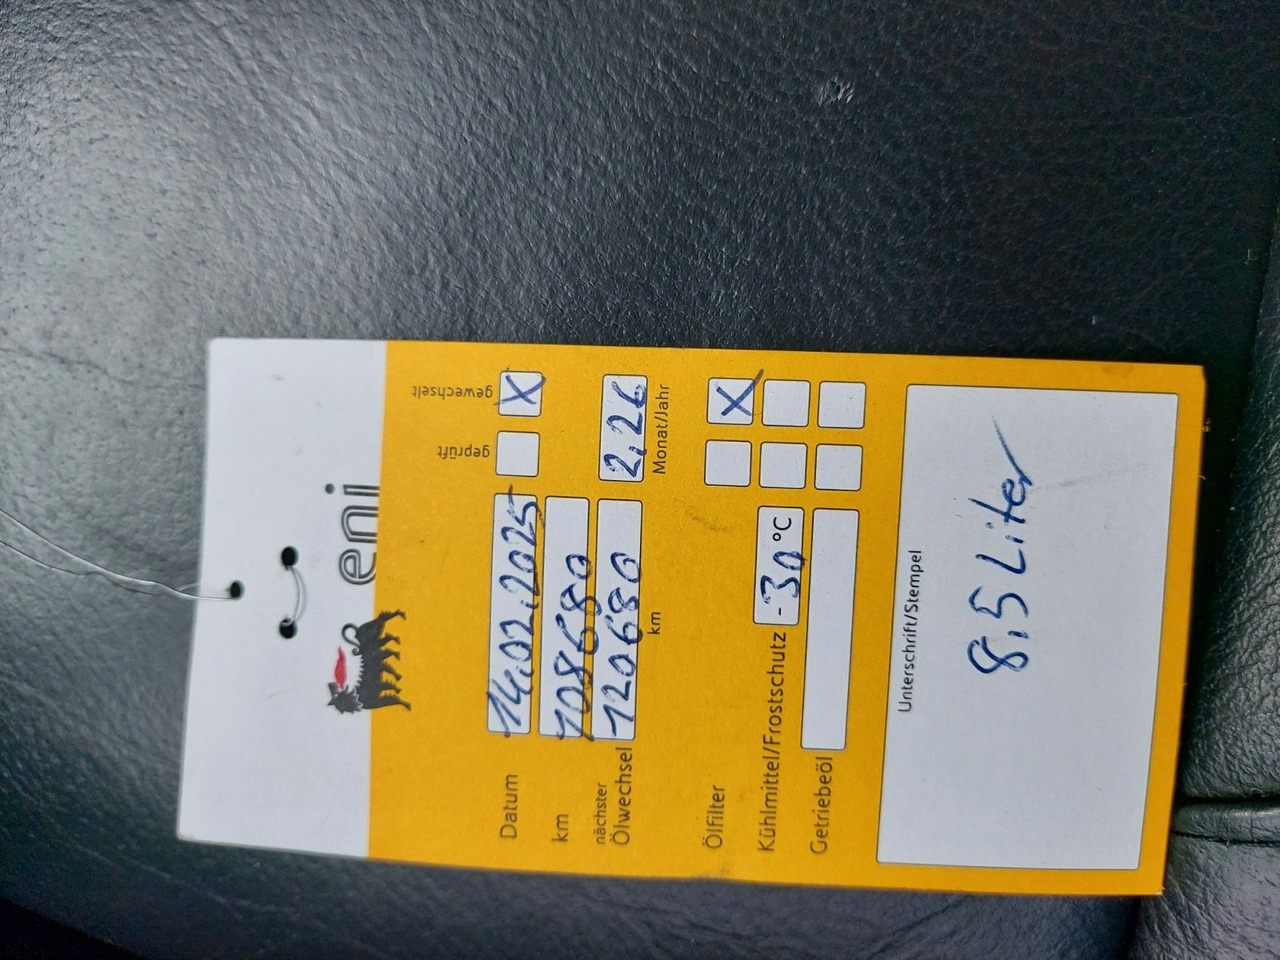 eni
geprüft gewechselt
Datum 14.02.2025 X
km 108680
nächster
Ölwechsel 120680 2,26
km Monat/Jahr
Ölfilter X
Kühlmittel/Frostschutz -30 °C
Getriebeöl
Unterschrift/Stempel
8,5 Liter